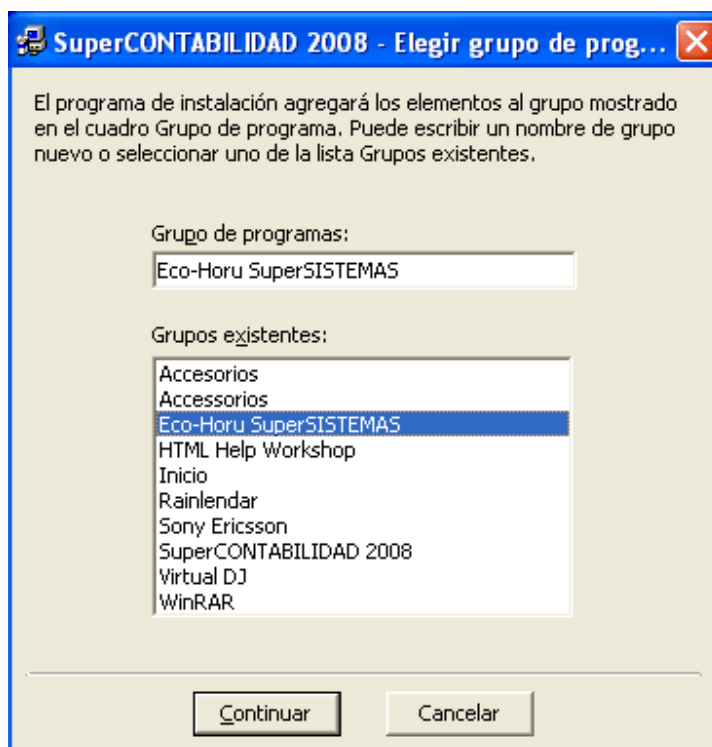 SuperCONTABILIDAD 2008 - Elegir grupo de prog...
El programa de instalación agregará los elementos al grupo mostrado
en el cuadro Grupo de programa. Puede escribir un nombre de grupo
nuevo o seleccionar uno de la lista Grupos existentes.
Grupo de programas:
Eco-Horu SuperSISTEMAS
Grupos existentes:
Accesorios
Accessorios
Eco-Horu SuperSISTEMAS
HTML Help Workshop
Inicio
Rainlendar
Sony Ericsson
SuperCONTABILIDAD 2008
Virtual DJ
WinRAR
Continuar
Cancelar